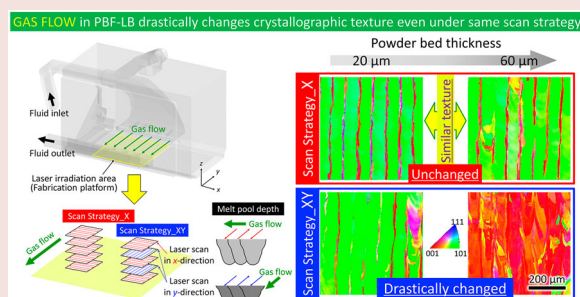 GAS FLOW in PBF-LB drastically changes crystallographic texture even under same scan strategy
Powder bed thickness
20 μm
60 μm
Fluid inlet
Gas flow
Fluid outlet
Laser irradiation area
(Fabrication platform)
z
y
x
Scan Strategy_X
Similar texture
Unchanged
Scan Strategy_X
Scan Strategy_XY
Gas flow
Laser scan
in x-direction
Laser scan
in y-direction
Melt pool depth
Gas flow
Gas flow
Scan Strategy_XY
111
001
101
200 μm
Drastically changed